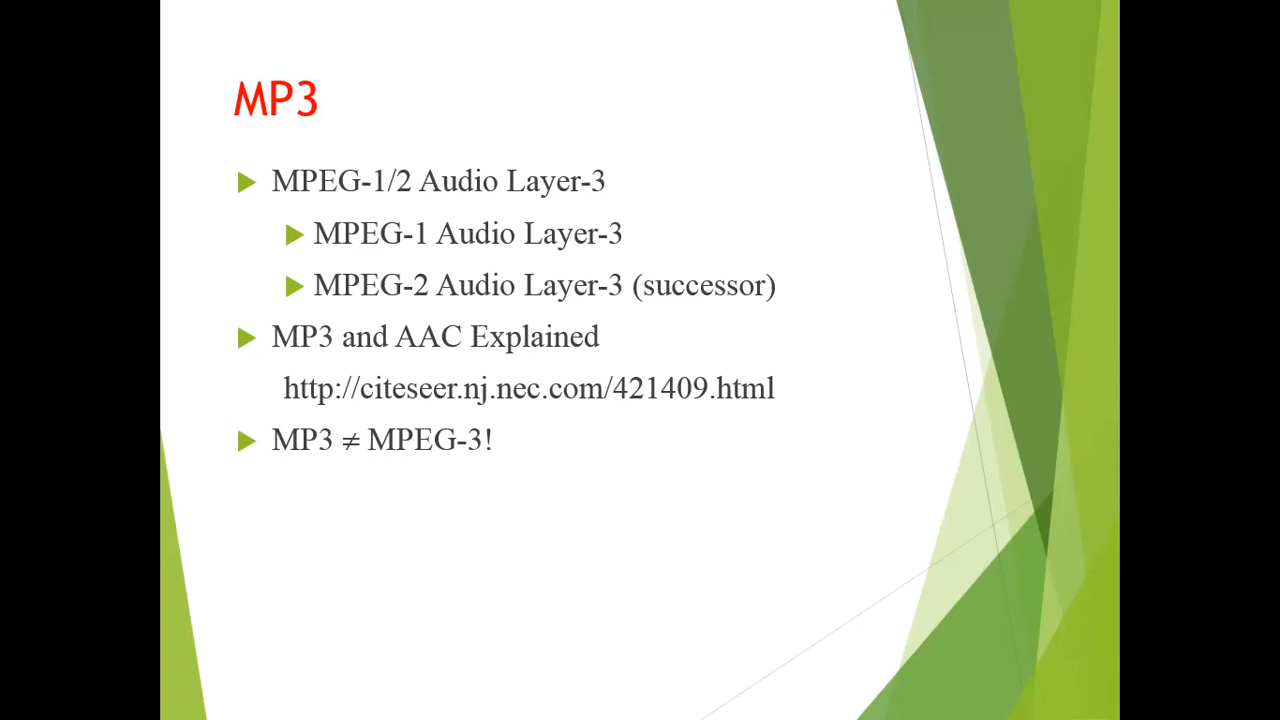 MP3
MPEG-1/2 Audio Layer-3
MPEG-1 Audio Layer-3
MPEG-2 Audio Layer-3 (successor)
MP3 and AAC Explained
http://citeseer.nj.nec.com/421409.html
MP3 ≠ MPEG-3!